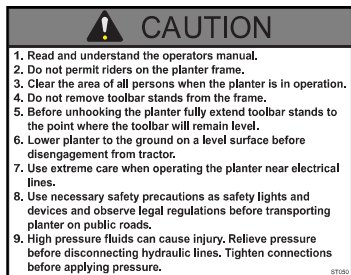 CAUTION
1. Read and understand the operators manual.
2. Do not permit riders on the planter frame.
3. Clear the area of all persons when the planter is in operation.
4. Do not remove toolbar stands from the frame.
5. Before unhooking the planter fully extend toolbar stands to
the point where the toolbar will remain level.
6. Lower planter to the ground on a level surface before
disengagement from tractor.
7. Use extreme care when operating the planter near electrical
lines.
8. Use necessary safety precautions as safety lights and
devices and observe legal regulations before transporting
planter on public roads.
9. High pressure fluids can cause injury. Relieve pressure
before disconnecting hydraulic lines. Tighten connections
before applying pressure.
ST050